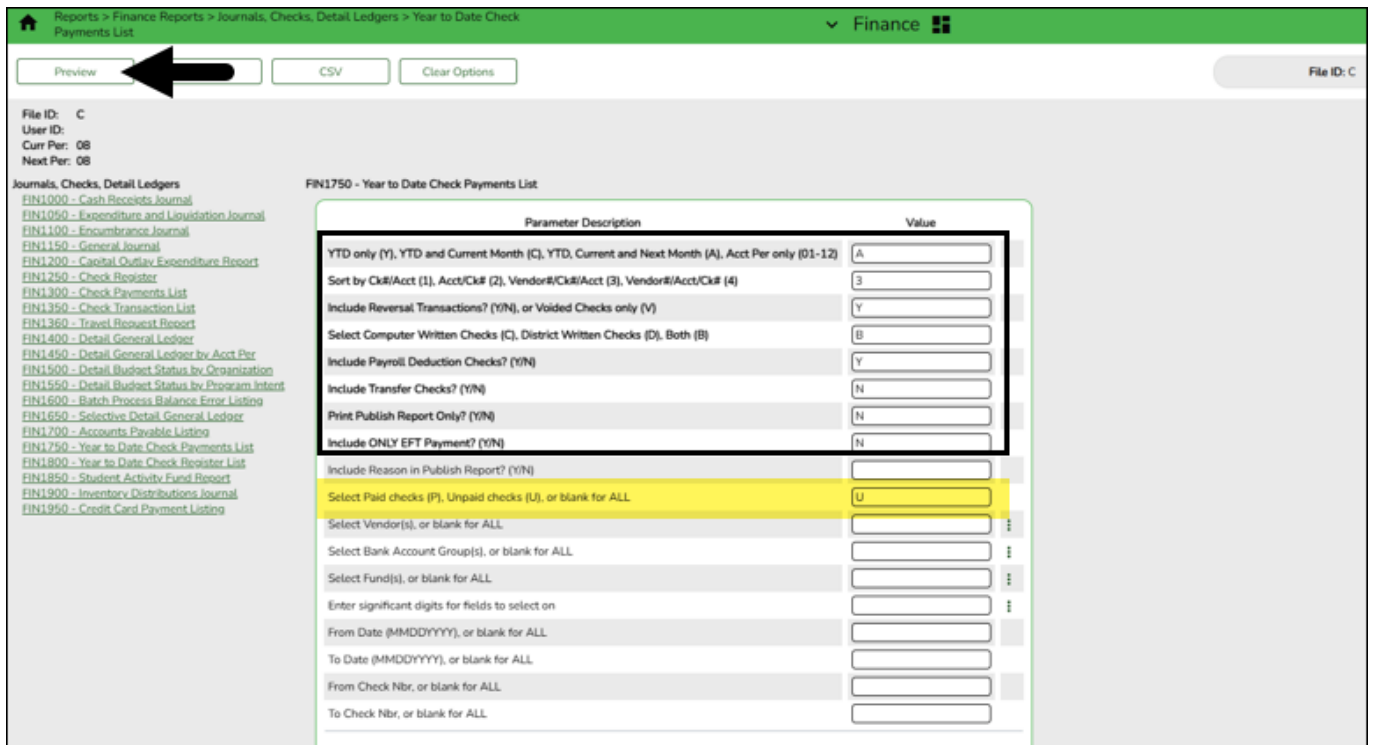 Reports > Finance Reports > Journals, Checks, Detail Ledgers > Year to Date Check
Payments List
Finance
Preview
CSV
Clear Options
File ID: C
File ID: C
User ID:
Curr Per: 08
Next Per: 08
Journals, Checks, Detail Ledgers
FIN1000 - Cash Receipts Journal
FIN1050 - Expenditure and Liquidation Journal
FIN1100 - Encumbrance Journal
FIN1150 - General Journal
FIN1200 - Capital Outlay Expenditure Report
FIN1250 - Check Register
FIN1300 - Check Payments List
FIN1350 - Check Transaction List
FIN1360 - Travel Request Report
FIN1400 - Detail General Ledger
FIN1450 - Detail General Ledger by Acct Per
FIN1500 - Detail Budget Status by Organization
FIN1550 - Detail Budget Status by Program Intent
FIN1600 - Batch Process Balance Error Listing
FIN1650 - Selective Detail General Ledger
FIN1700 - Accounts Payable Listing
FIN1750 - Year to Date Check Payments List
FIN1800 - Year to Date Check Register List
FIN1850 - Student Activity Fund Report
FIN1900 - Inventory Distributions Journal
FIN1950 - Credit Card Payment Listing
FIN1750 - Year to Date Check Payments List
Parameter Description Value
YTD only (Y), YTD and Current Month (C), YTD, Current and Next Month (A), Acct Per only (01-12) A
Sort by Ck#/Acct (1), Acct/Ck# (2), Vendor#/Ck#/Acct (3), Vendor#/Acct/Ck# (4) 3
Include Reversal Transactions? (Y/N), or Voided Checks only (V) Y
Select Computer Written Checks (C), District Written Checks (D), Both (B) B
Include Payroll Deduction Checks? (Y/N) Y
Include Transfer Checks? (Y/N) N
Print Publish Report Only? (Y/N) N
Include ONLY EFT Payment? (Y/N) N
Include Reason in Publish Report? (Y/N)
Select Paid checks (P), Unpaid checks (U), or blank for ALL U
Select Vendor(s), or blank for ALL
Select Bank Account Group(s), or blank for ALL
Select Fund(s), or blank for ALL
Enter significant digits for fields to select on
From Date (MMDDYYYY), or blank for ALL
To Date (MMDDYYYY), or blank for ALL
From Check Nbr, or blank for ALL
To Check Nbr, or blank for ALL